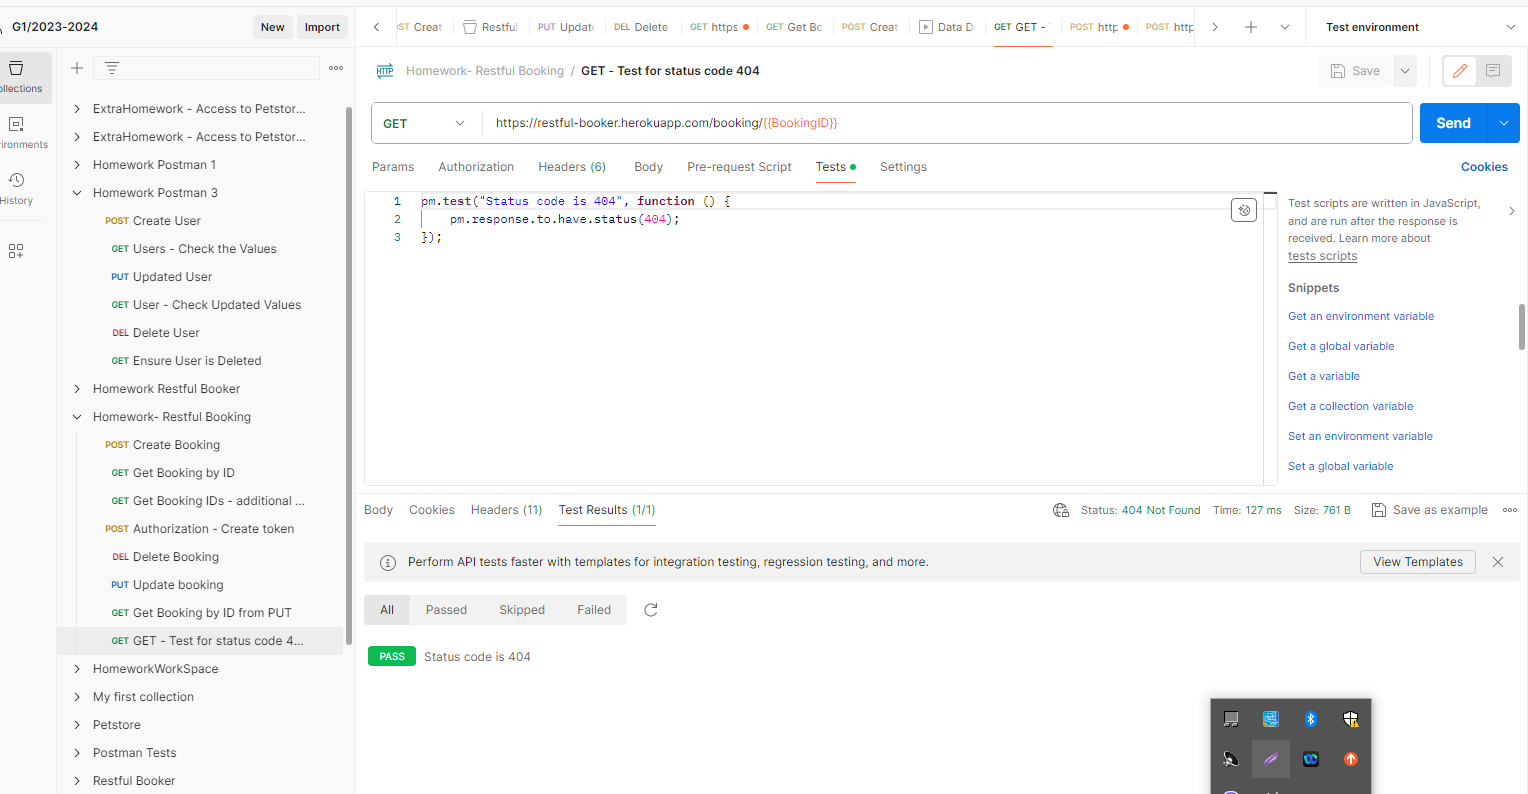 G1/2023-2024
New
Import
Creat
Restful
PUT Update
DEL Delete
GET https
GET Get Bo
POST Creat
Data D
GET GET -
POST http
POST http
Test environment
Homework- Restful Booking / GET - Test for status code 404
Save
GET
https://restful-booker.herokuapp.com/booking/{{BookingID}}
Send
Params
Authorization
Headers (6)
Body
Pre-request Script
Tests
Settings
Cookies
1 pm.test("Status code is 404", function () {
2 pm.response.to.have.status(404);
3 });
Test scripts are written in JavaScript,
and are run after the response is
received. Learn more about
tests scripts
Snippets
Get an environment variable
Get a global variable
Get a variable
Get a collection variable
Set an environment variable
Set a global variable
ollections
ironments
History
ExtraHomework - Access to Petstor...
ExtraHomework - Access to Petstor...
Homework Postman 1
Homework Postman 3
POST Create User
GET Users - Check the Values
PUT Updated User
GET User - Check Updated Values
DEL Delete User
GET Ensure User is Deleted
Homework Restful Booker
Homework- Restful Booking
POST Create Booking
GET Get Booking by ID
GET Get Booking IDs - additional ...
POST Authorization - Create token
DEL Delete Booking
PUT Update booking
GET Get Booking by ID from PUT
GET GET - Test for status code 4...
HomeworkWorkSpace
My first collection
Petstore
Postman Tests
Restful Booker
Body
Cookies
Headers (11)
Test Results (1/1)
Status: 404 Not Found
Time: 127 ms
Size: 761 B
Save as example
Perform API tests faster with templates for integration testing, regression testing, and more.
View Templates
All
Passed
Skipped
Failed
PASS
Status code is 404